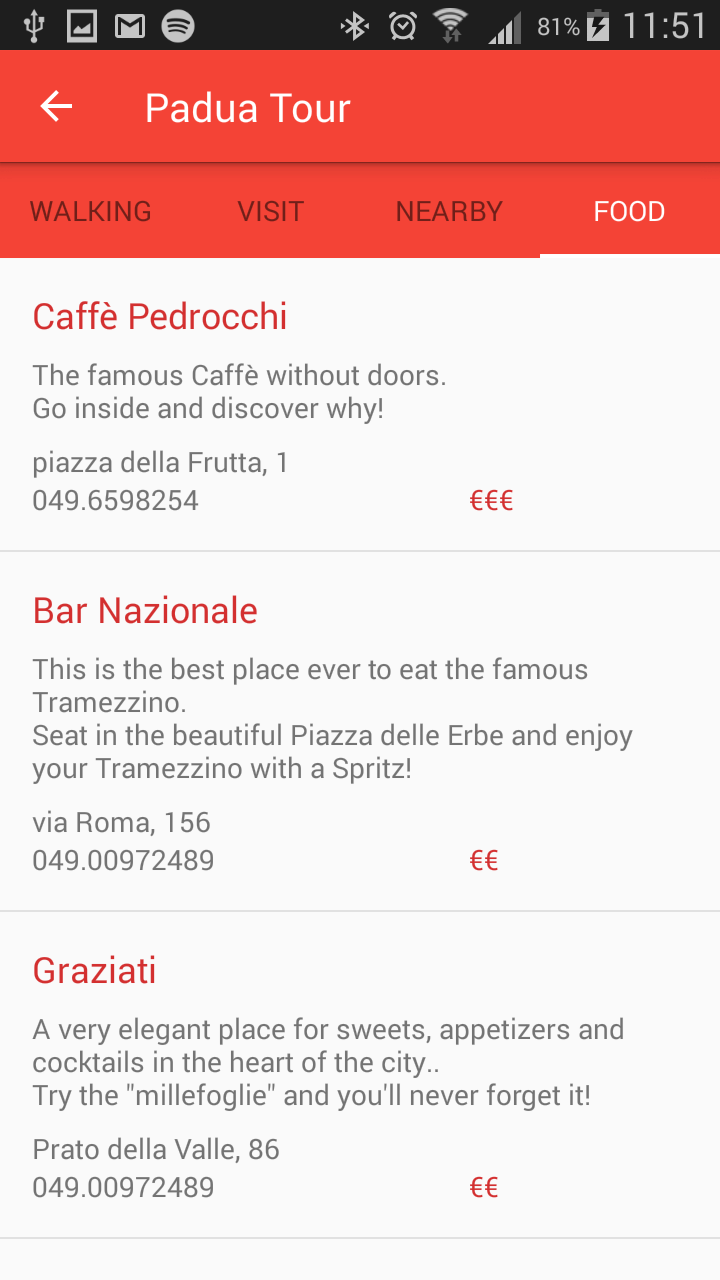 81% 11:51
Padua Tour
WALKING VISIT NEARBY FOOD
Caffè Pedrocchi
The famous Caffè without doors.
Go inside and discover why!
piazza della Frutta, 1
049.6598254 €€€
Bar Nazionale
This is the best place ever to eat the famous
Tramezzino.
Seat in the beautiful Piazza delle Erbe and enjoy
your Tramezzino with a Spritz!
via Roma, 156
049.00972489 €€
Graziati
A very elegant place for sweets, appetizers and
cocktails in the heart of the city..
Try the "millefoglie" and you'll never forget it!
Prato della Valle, 86
049.00972489 €€